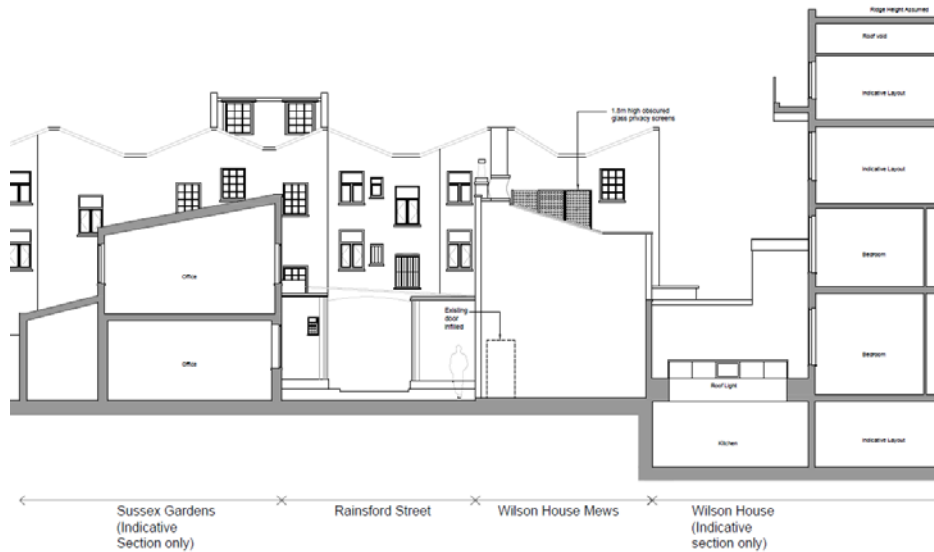 Ridge Height Assumed
Roof void
Indicative Layout
1.8m high obscured
glass privacy screens
Indicative Layout
Office
Bedroom
Existing
door
infilled
Office
Bedroom
Roof Light
Kitchen
Indicative Layout
Sussex Gardens
(Indicative
Section only)
Rainsford Street
Wilson House Mews
Wilson House
(Indicative
section only)